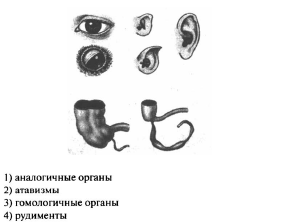 1) аналогичные органы
2) атавизмы
3) гомологичные органы
4) рудименты